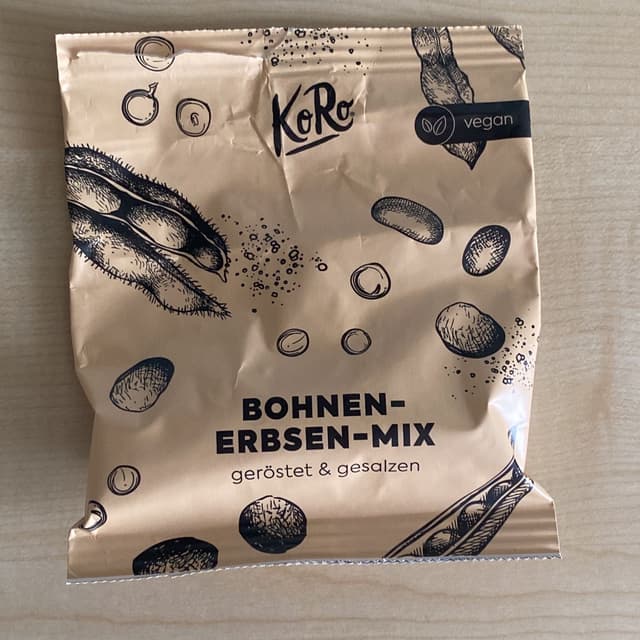 KoRo
vegan
BOHNEN-
ERBSEN-MIX
geröstet & gesalzen